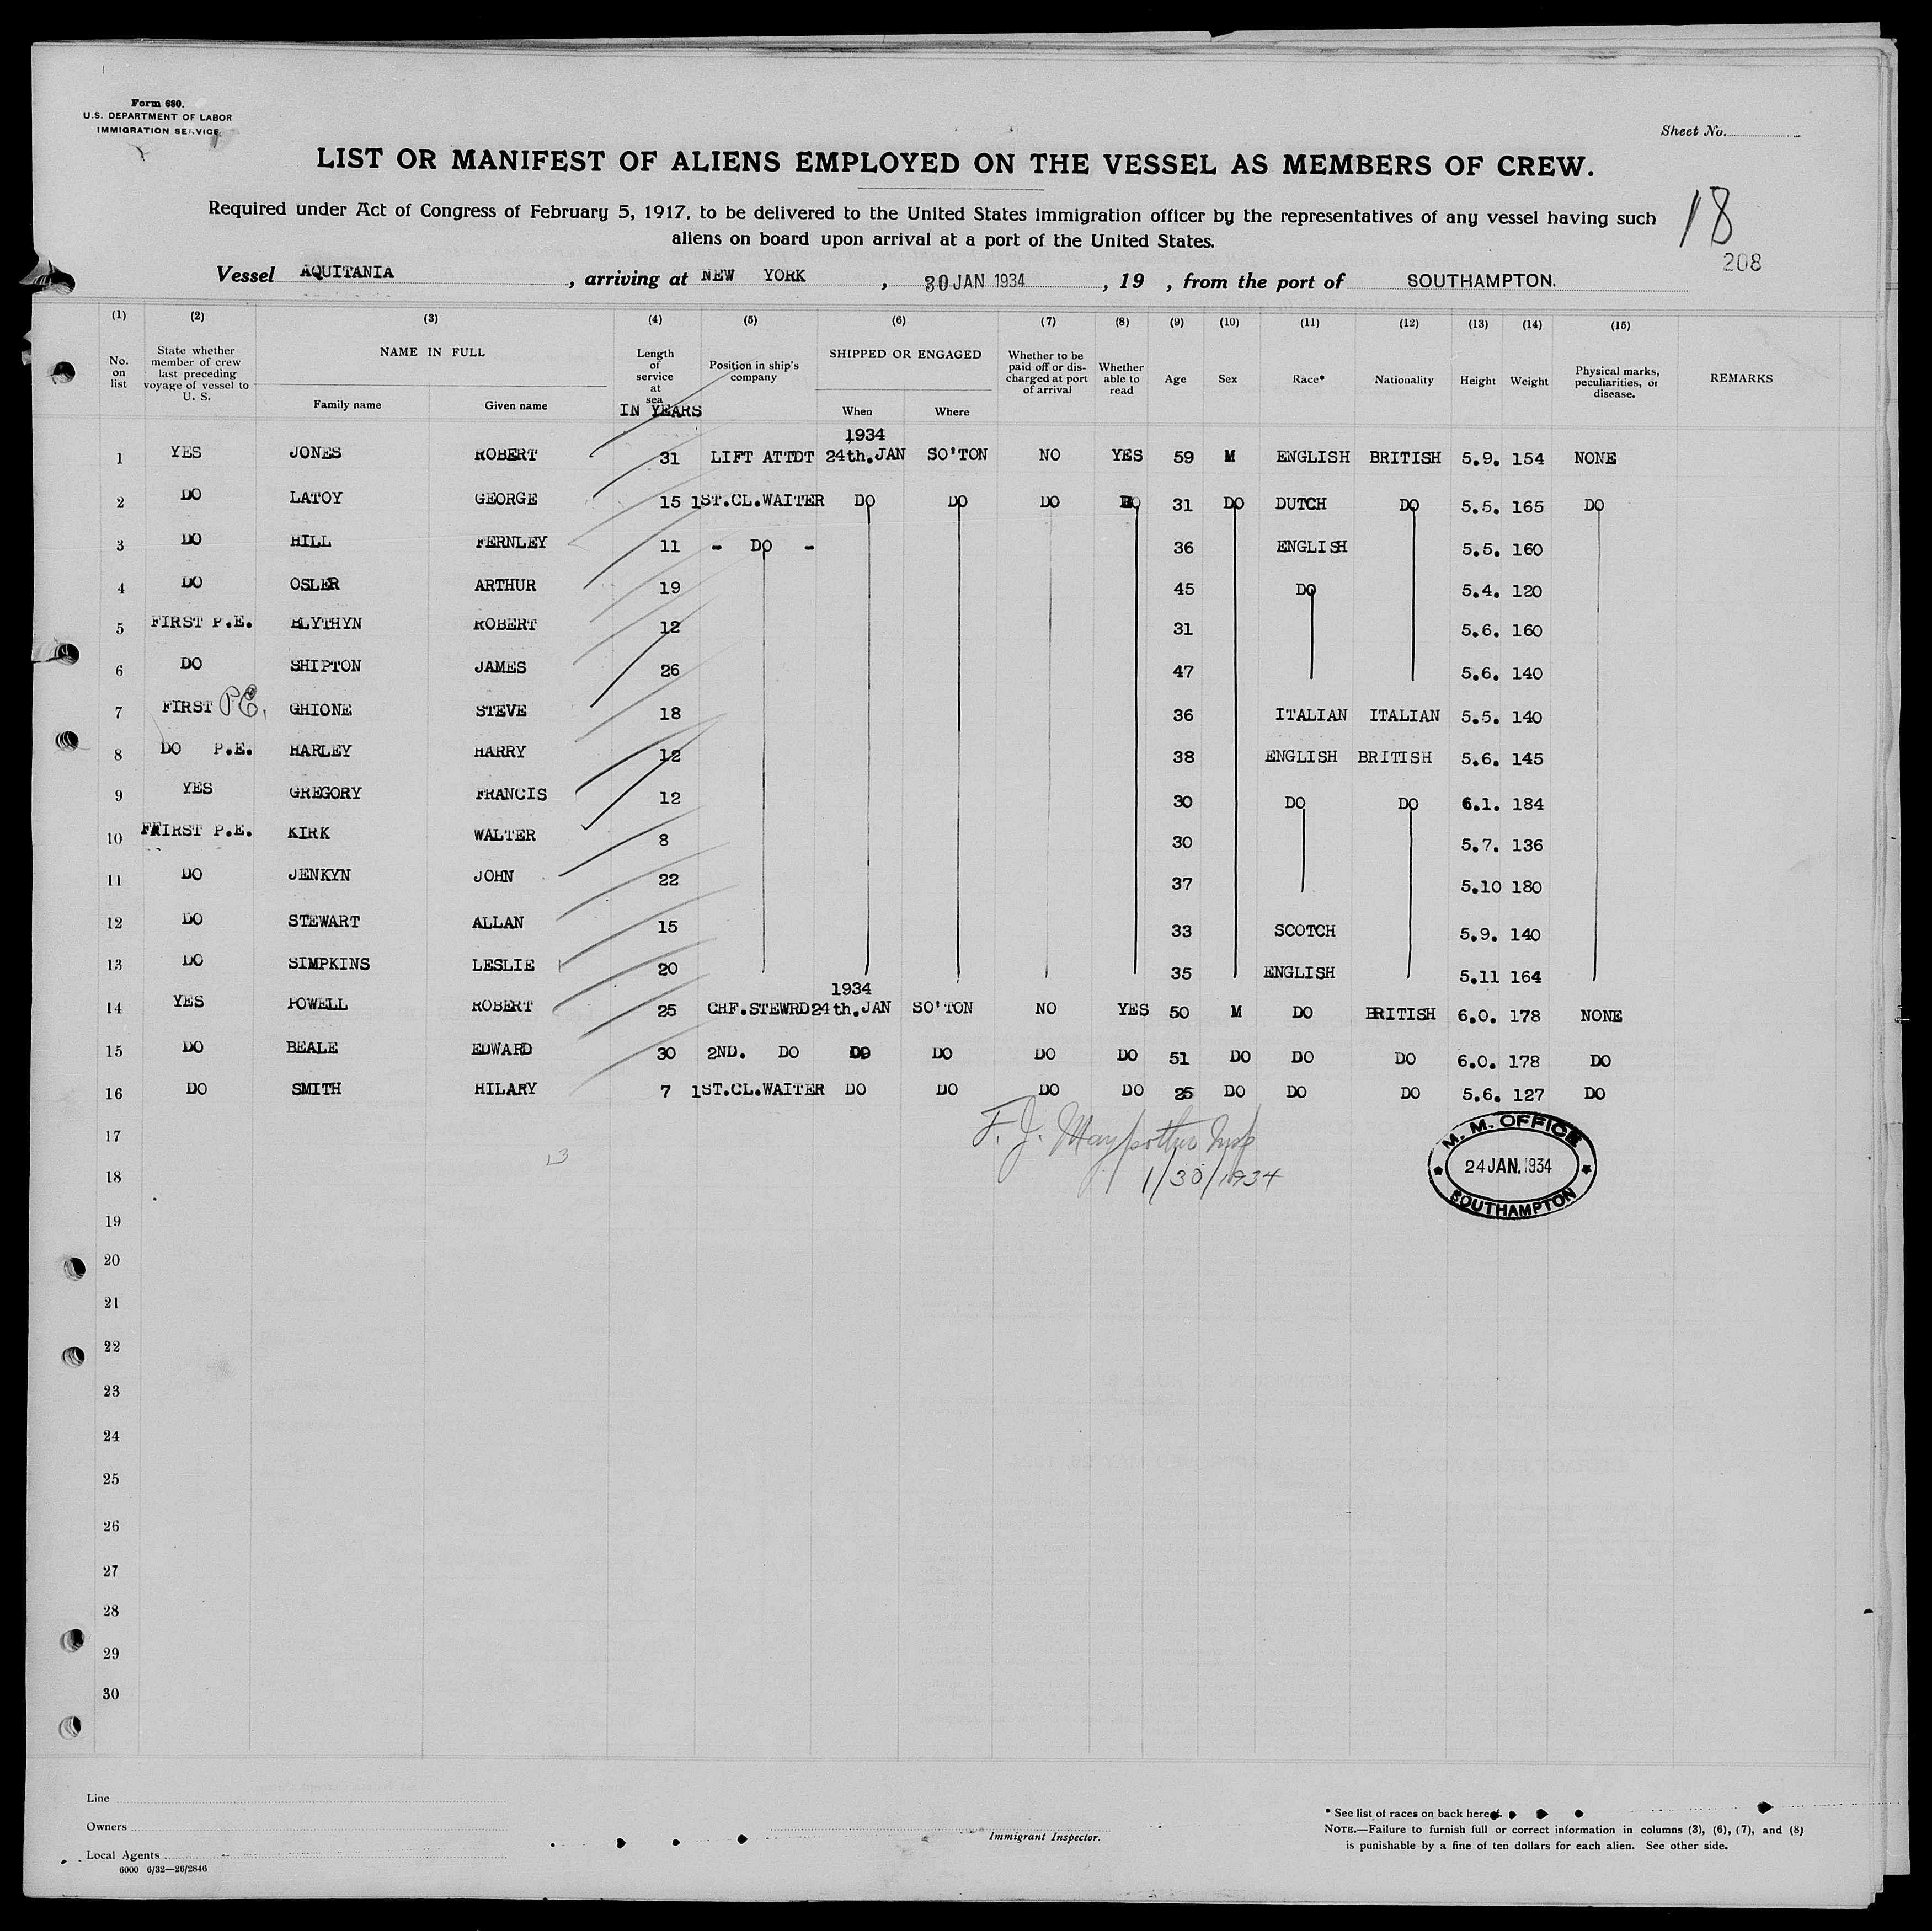 Form 680.
U.S. DEPARTMENT OF LABOR
IMMIGRATION SERVICE
Sheet No.
LIST OR MANIFEST OF ALIENS EMPLOYED ON THE VESSEL AS MEMBERS OF CREW.
Required under Act of Congress of February 5, 1917, to be delivered to the United States immigration officer by the representatives of any vessel having such
aliens on board upon arrival at a port of the United States.
18
208
Vessel AQUITANIA , arriving at NEW YORK , 30 JAN 1934 , 19 , from the port of SOUTHAMPTON.
(1) (2) (3) (4) (5) (6) (7) (8) (9) (10) (11) (12) (13) (14) (15)
No. on list
State whether member of crew last preceding voyage of vessel to U. S.
NAME IN FULL
Family name Given name
Length of service at sea
IN YEARS
Position in ship's company
SHIPPED OR ENGAGED
When Where
Whether to be paid off or discharged at port of arrival
Whether able to read
Age Sex Race* Nationality Height Weight
Physical marks, peculiarities, or disease.
REMARKS
1934
1 YES JONES ROBERT 31 LIFT ATTDT 24th.JAN SO'TON NO YES 59 M ENGLISH BRITISH 5.9. 154 NONE
2 DO LATOY GEORGE 15 1ST.CL.WAITER DO DO DO DO 31 DO DUTCH DO 5.5. 165 DO
3 DO HILL FERNLEY 11 - DO - 36 ENGLISH 5.5. 160
4 DO OSLER ARTHUR 19 45 DO 5.4. 120
5 FIRST P.E. BLYTHYN ROBERT 12 31 5.6. 160
6 DO SHIPTON JAMES 26 47 5.6. 140
7 FIRST P.E. GHIONE STEVE 18 36 ITALIAN ITALIAN 5.5. 140
8 DO P.E. HARLEY HARRY 12 38 ENGLISH BRITISH 5.6. 145
9 YES GREGORY FRANCIS 12 30 DO DO 6.1. 184
10 FIRST P.E. KIRK WALTER 8 30 5.7. 136
11 DO JENKYN JOHN 22 37 5.10 180
12 DO STEWART ALLAN 15 33 SCOTCH 5.9. 140
13 DO SIMPKINS LESLIE 20 35 ENGLISH 5.11 164
1934
14 YES POWELL ROBERT 25 CHF.STEWRD 24th.JAN SO'TON NO YES 50 M DO BRITISH 6.0. 178 NONE
15 DO BEALE EDWARD 30 2ND. DO DO DO DO DO 51 DO DO DO 6.0. 178 DO
16 DO SMITH HILARY 7 1ST.CL.WAITER DO DO DO DO 25 DO DO DO 5.6. 127 DO
17
F. J. Insp
13
1/30/1934
M. M. OFFICE
24 JAN. 1934
SOUTHAMPTON
18
19
20
21
22
23
24
25
26
27
28
29
30
Line
Owners
Local Agents
6000 6/32—26/2846
Immigrant Inspector.
* See list of races on back hereof.
NOTE.—Failure to furnish full or correct information in columns (3), (6), (7), and (8)
is punishable by a fine of ten dollars for each alien. See other side.